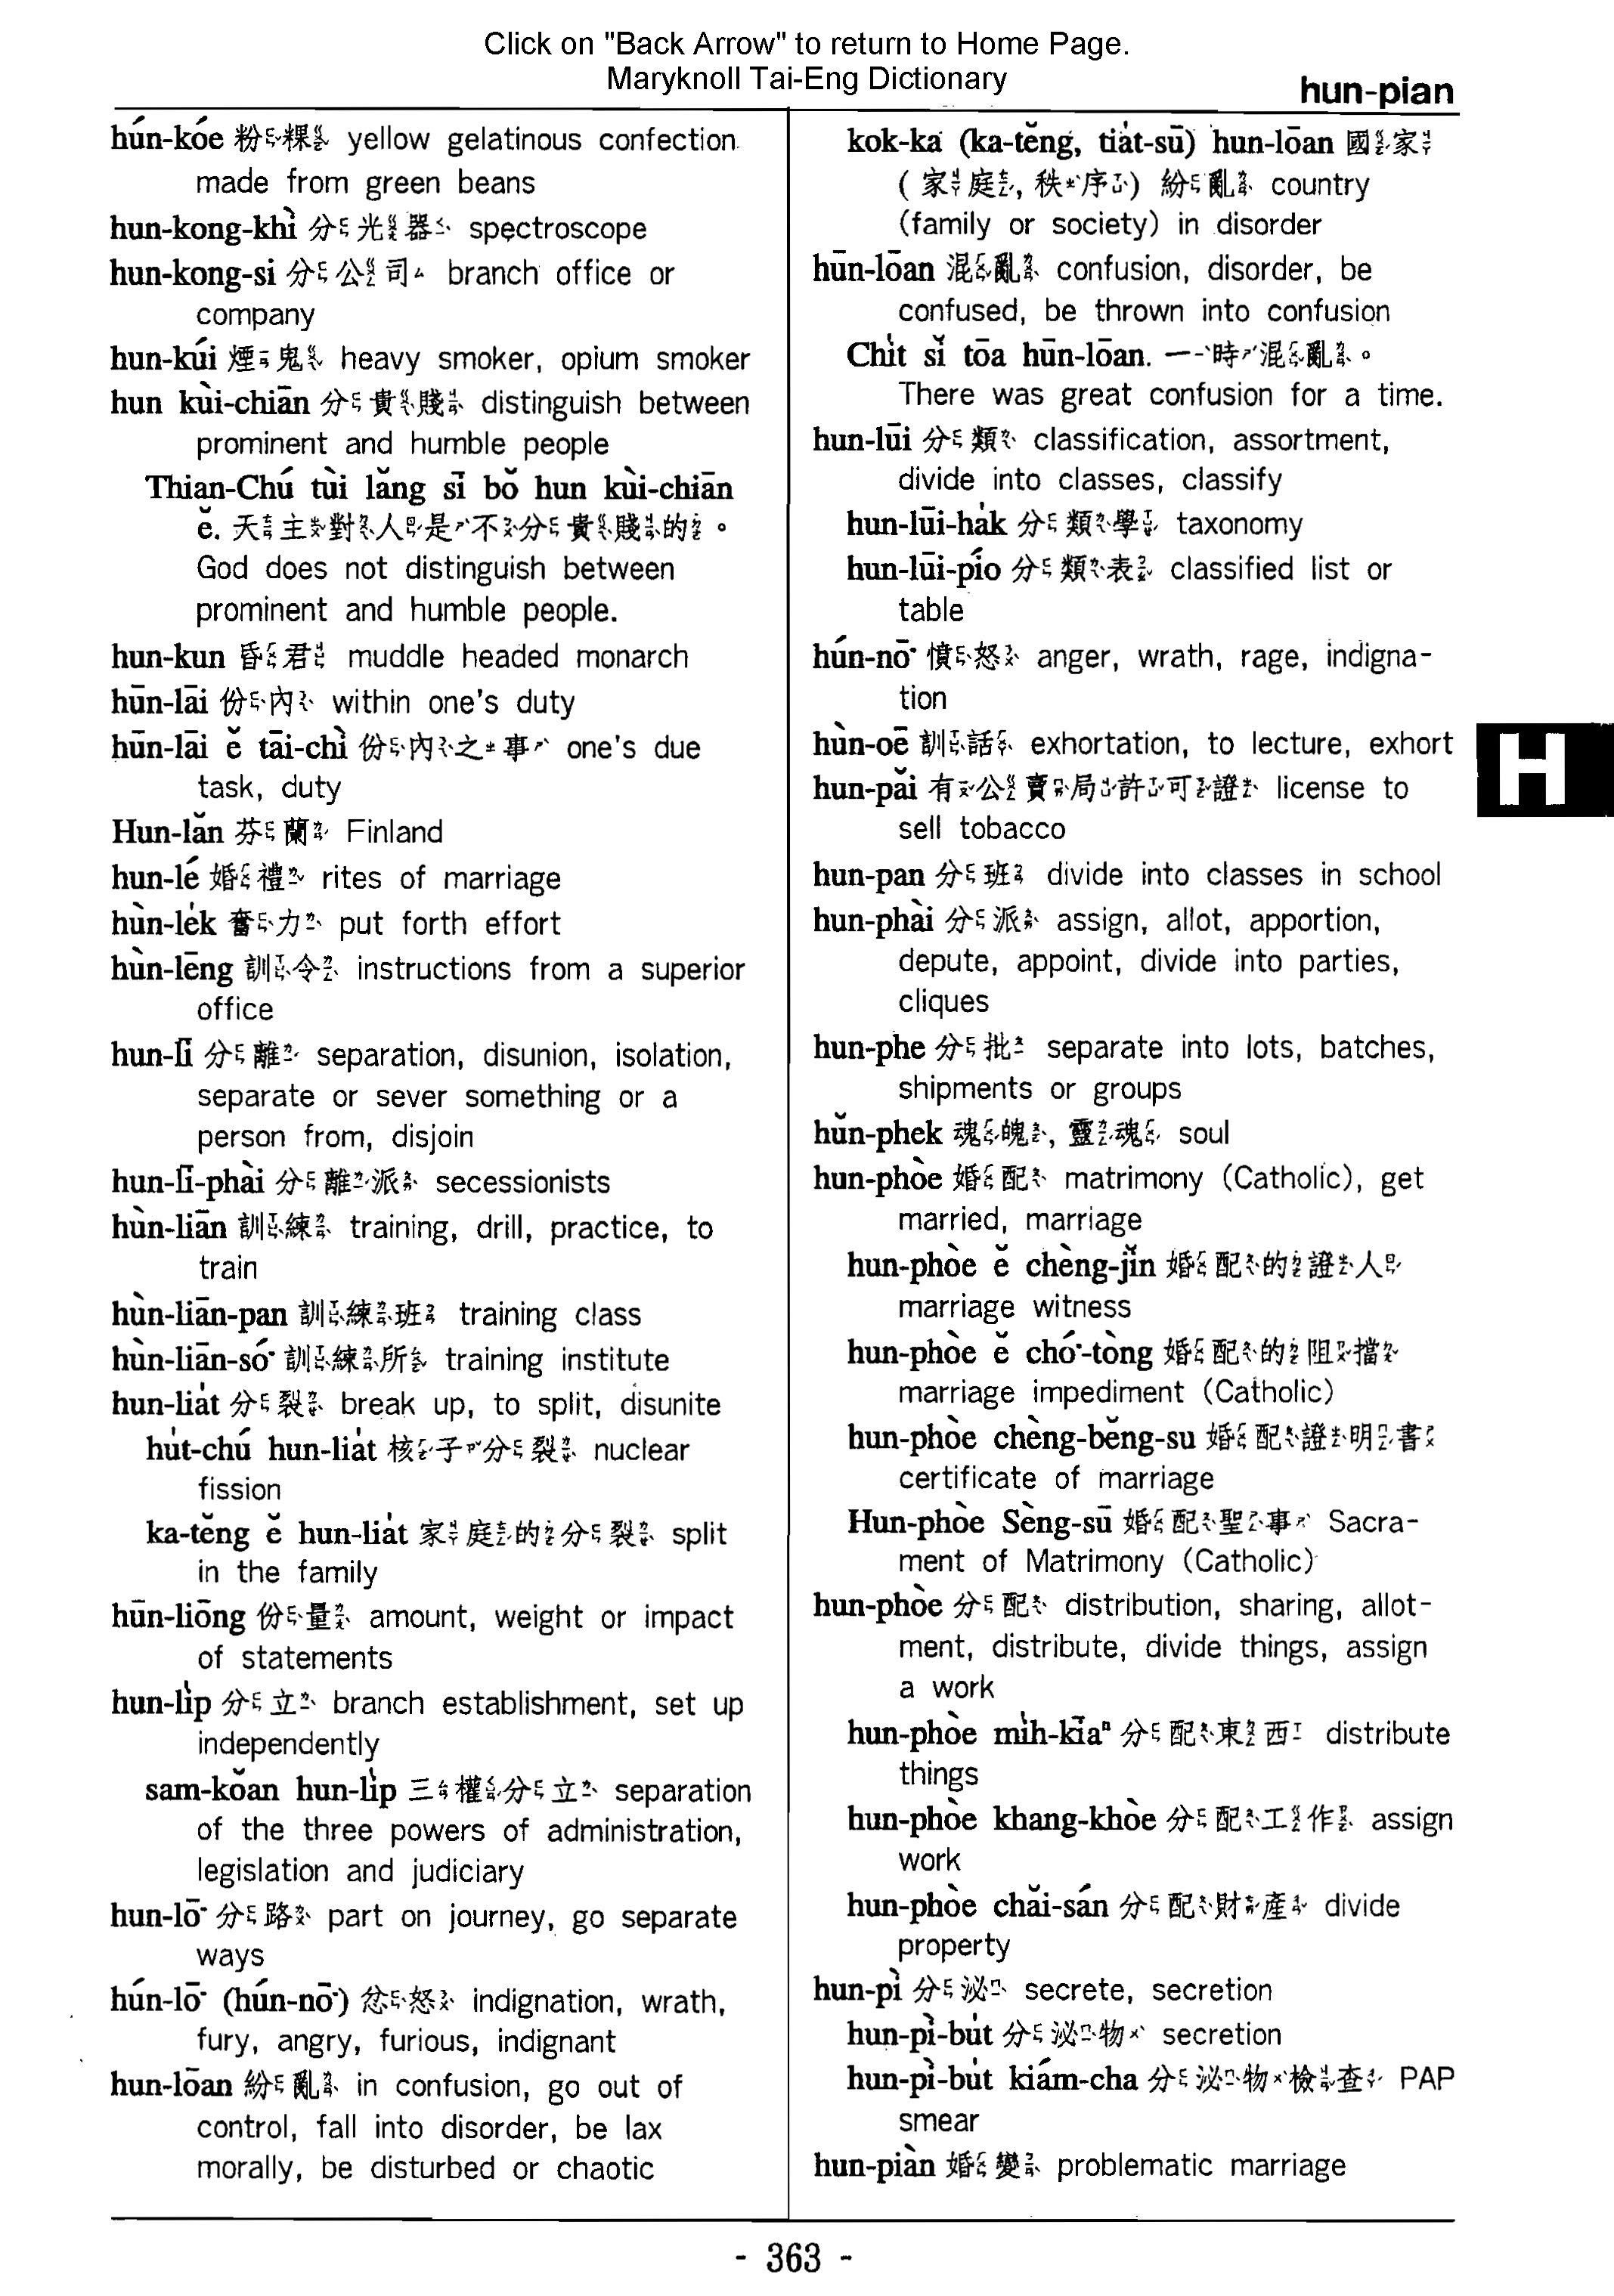 Click on "Back Arrow" to return to Home Page.
Maryknoll Tai-Eng Dictionary
hun-pian
hún-kóe 粉粿 yellow gelatinous confection
made from green beans
hun-kong-khì 分光器 spectroscope
hun-kong-si 分公司 branch office or
company
hun-kúi 煙鬼 heavy smoker, opium smoker
hun kùi-chiān 分貴賤 distinguish between
prominent and humble people
Thian-Chú tùi lăng sī bŏ hun kùi-chiān
ĕ. 天主對人是不分貴賤的。
God does not distinguish between
prominent and humble people.
hun-kun 昏君 muddle headed monarch
hūn-lāi 份內 within one's duty
hūn-lāi ĕ tāi-chì 份內之事 one's due
task, duty
Hun-lăn 芬蘭 Finland
hun-lé 婚禮 rites of marriage
hùn-le̍k 奮力 put forth effort
hùn-lēng 訓令 instructions from a superior
office
hun-lĭ 分離 separation, disunion, isolation,
separate or sever something or a
person from, disjoin
hun-lĭ-phài 分離派 secessionists
hùn-liān 訓練 training, drill, practice, to
train
hùn-liān-pan 訓練班 training class
hùn-liān-só͘ 訓練所 training institute
hun-lia̍t 分裂 break up, to split, disunite
hu̍t-chú hun-lia̍t 核子分裂 nuclear
fission
ka-tĕng ĕ hun-lia̍t 家庭的分裂 split
in the family
hūn-liōng 份量 amount, weight or impact
of statements
hun-li̍p 分立 branch establishment, set up
independently
sam-koăn hun-li̍p 三權分立 separation
of the three powers of administration,
legislation and judiciary
hun-lō͘ 分路 part on journey, go separate
ways
hún-lō͘ (hún-nō͘) 忿怒 indignation, wrath,
fury, angry, furious, indignant
hun-lōan 紛亂 in confusion, go out of
control, fall into disorder, be lax
morally, be disturbed or chaotic
kok-ka (ka-tĕng, tia̍t-sū) hun-lōan 國家
(家庭, 秩序) 紛亂 country
(family or society) in disorder
hūn-lōan 混亂 confusion, disorder, be
confused, be thrown into confusion
Chi̍t sĭ tōa hūn-lōan. 一時混亂。
There was great confusion for a time.
hun-lūi 分類 classification, assortment,
divide into classes, classify
hun-lūi-ha̍k 分類學 taxonomy
hun-lūi-pío 分類表 classified list or
table
hún-nō͘ 憤怒 anger, wrath, rage, indigna-
tion
hùn-oē 訓話 exhortation, to lecture, exhort
hun-păi 有公賣局許可證 license to
sell tobacco
hun-pan 分班 divide into classes in school
hun-phài 分派 assign, allot, apportion,
depute, appoint, divide into parties,
cliques
hun-phe 分批 separate into lots, batches,
shipments or groups
hŭn-phek 魂魄, 靈魂 soul
hun-phòe 婚配 matrimony (Catholic), get
married, marriage
hun-phòe ĕ chèng-jĭn 婚配的證人
marriage witness
hun-phòe ĕ chó͘-tòng 婚配的阻擋
marriage impediment (Catholic)
hun-phòe chèng-bĕng-su 婚配證明書
certificate of marriage
Hun-phòe Sèng-sū 婚配聖事 Sacra-
ment of Matrimony (Catholic)
hun-phòe 分配 distribution, sharing, allot-
ment, distribute, divide things, assign
a work
hun-phòe mi̍h-kīaⁿ 分配東西 distribute
things
hun-phòe khang-khòe 分配工作 assign
work
hun-phòe chăi-sán 分配財產 divide
property
hun-pì 分泌 secrete, secretion
hun-pì-bu̍t 分泌物 secretion
hun-pì-bu̍t kiám-cha 分泌物檢查 PAP
smear
hun-piàn 婚變 problematic marriage
H
- 363 -